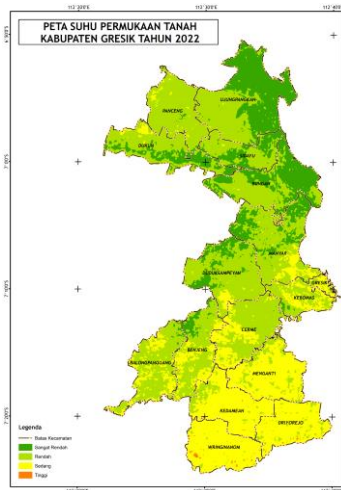 PETA SUHU PERMUKAAN TANAH
KABUPATEN GRESIK TAHUN 2022
PANCENG
UJUNGPANGKAH
DUKUN
SIDAYU
BUNGAH
MANYAR
DUDUKSAMPEYAN
GRESIK
KEBOMAS
CERME
BENJENG
BALONGPANGGANG
MENGANTI
KEDAMEAN
DRIYOREJO
WRINGINANOM
Legenda
Batas Kecamatan
Sangat Rendah
Rendah
Sedang
Tinggi